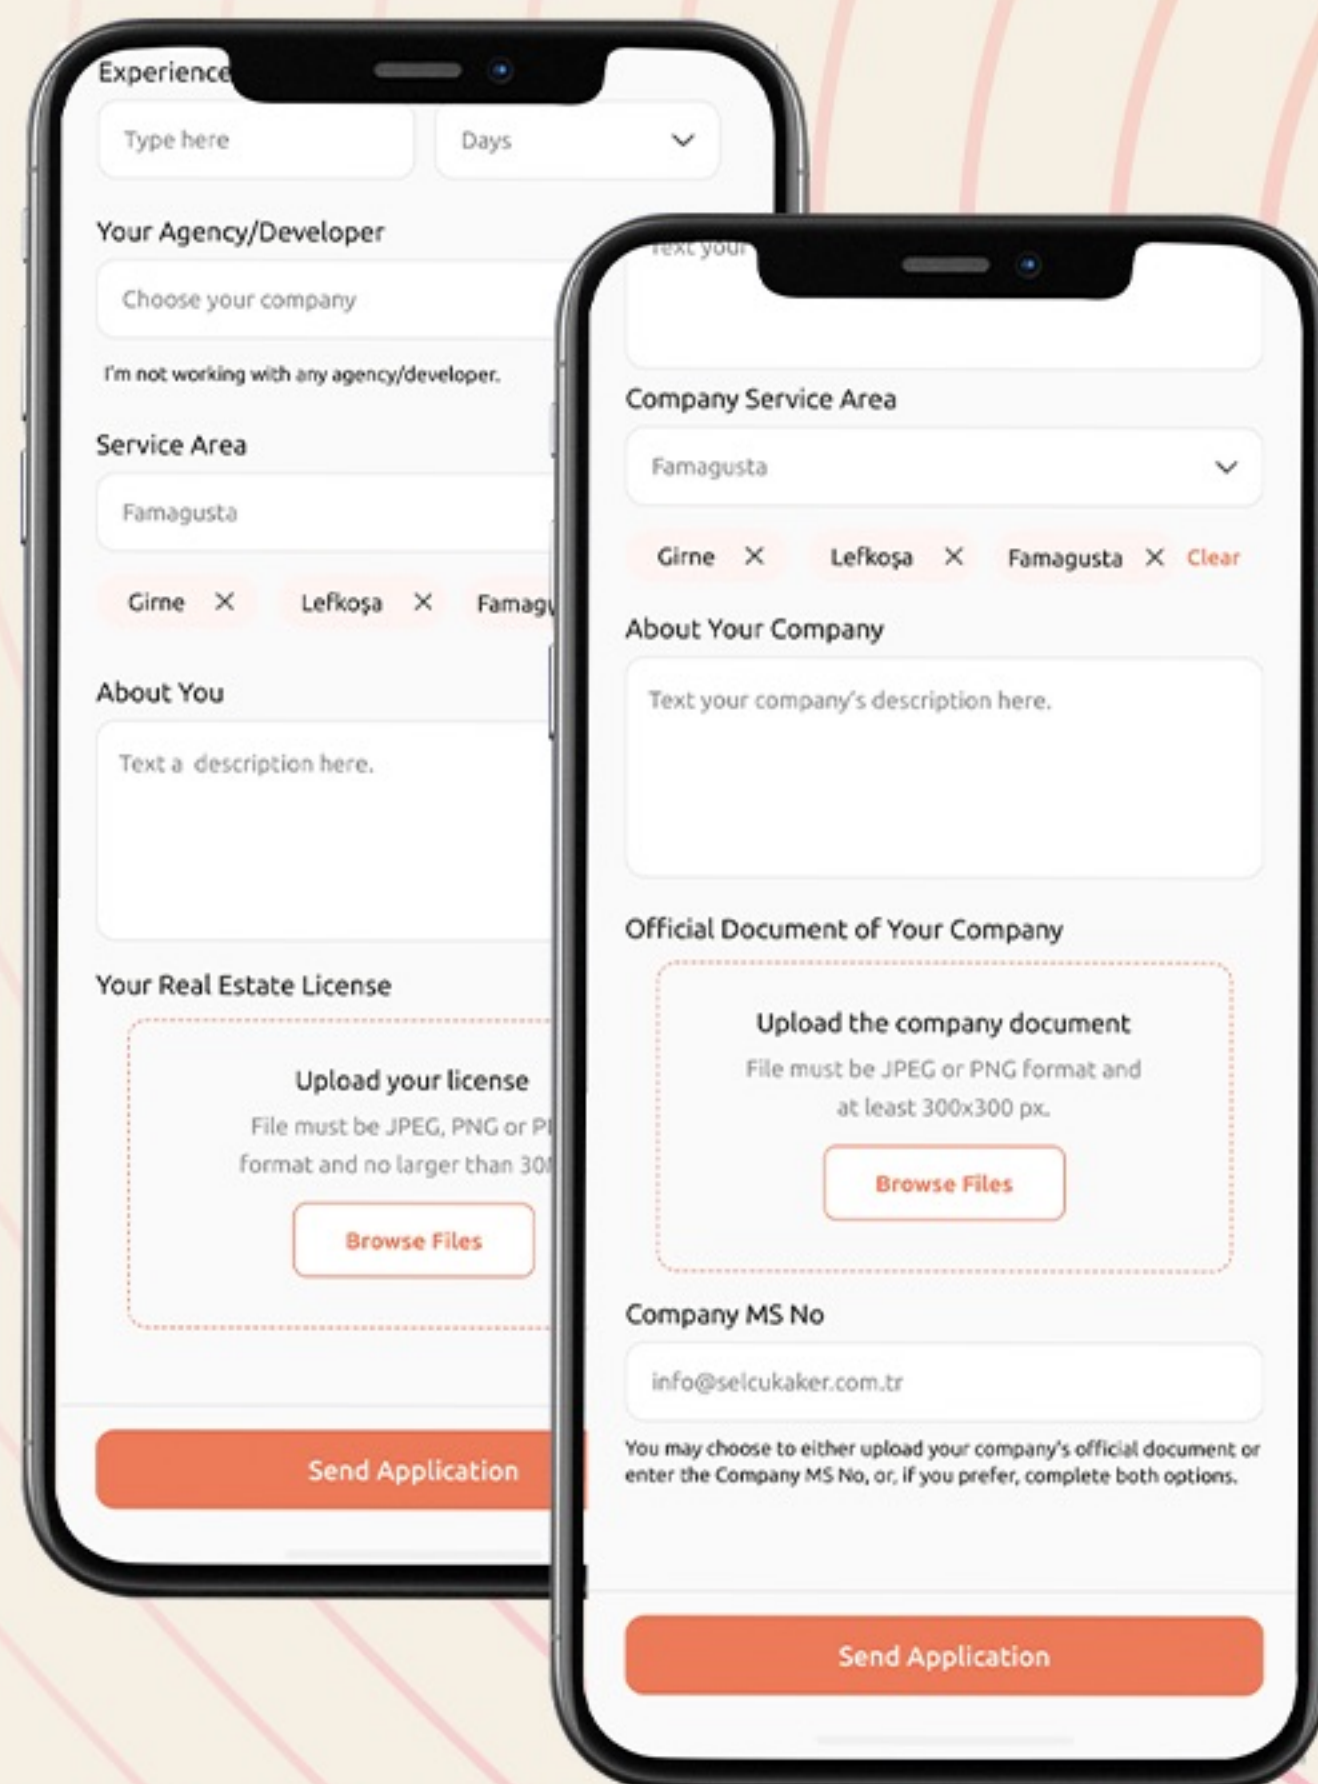 Experience
Type here
Days
Your Agency/Developer
Choose your company
I'm not working with any agency/developer.
Service Area
Famagusta
Girne
Lefkoşa
About You
Text a description here.
Your Real Estate License
Upload your license
File must be JPEG, PNG or
format and no larger than
Browse Files
Send Application
Text your
Company Service Area
Famagusta
Girne
Lefkoşa
Famagusta
Clear
About Your Company
Text your company's description here.
Official Document of Your Company
Upload the company document
File must be JPEG or PNG format and
at least 300x300 px.
Browse Files
Company MS No
info@selcukaker.com.tr
You may choose to either upload your company's official document or
enter the Company MS No, or, if you prefer, complete both options.
Send Application